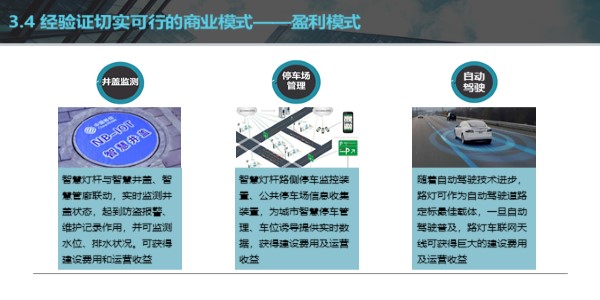 3.4 经验证切实可行的商业模式——盈利模式
井盖监测
停车场
管理
自动
驾驶
NB-IOT
智慧井盖
P
智慧灯杆与智慧井盖、智
慧管廊联动，实时监测井
盖状态，起到防盗报警、
维护记录作用，并可监测
水位、排水状况。可获得
建设费用和运营收益
智慧灯杆路侧停车监控装
置、公共停车场信息收集
装置，为城市智慧停车管
理、车位诱导提供实时数
据，获得建设费用及运营
收益
随着自动驾驶技术进步，
路灯可作为自动驾驶道路
定标最佳载体，一旦自动
驾驶普及，路灯车联网天
线可获得巨大的建设费用
及运营收益